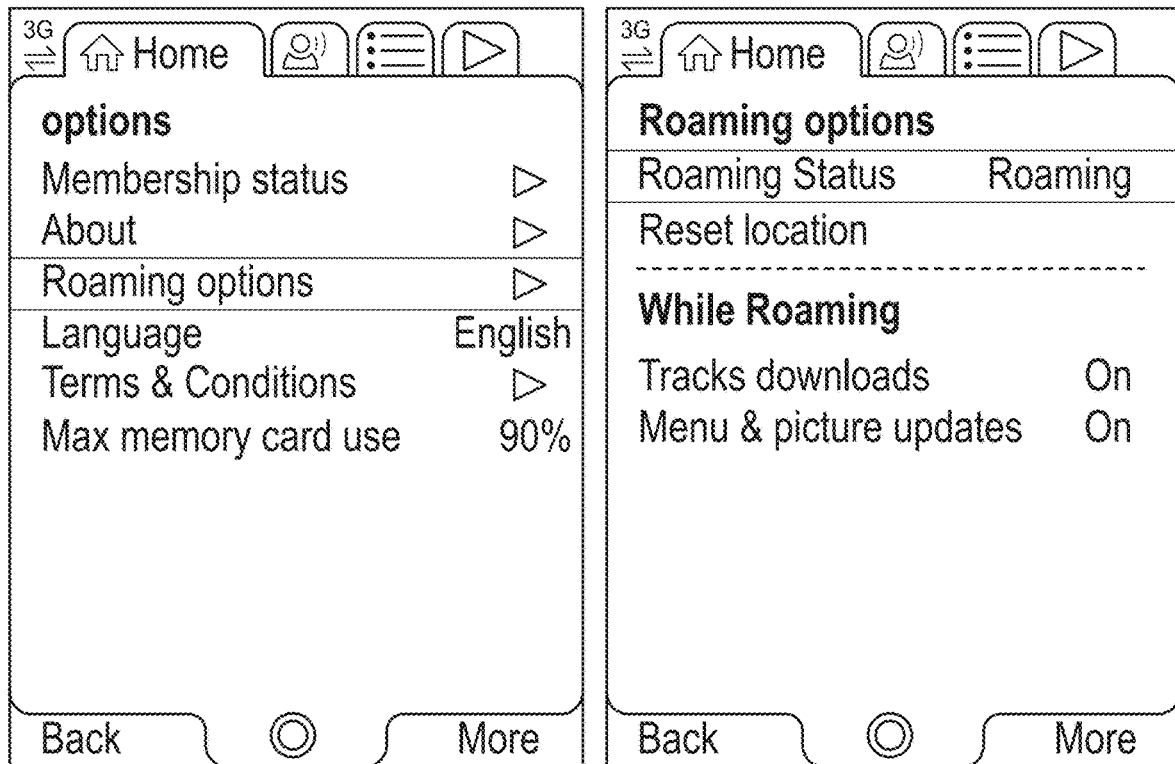 3G
Home
options
Membership status
About
Roaming options
Language English
Terms & Conditions
Max memory card use 90%
Back More
3G
Home
Roaming options
Roaming Status Roaming
Reset location
While Roaming
Tracks downloads On
Menu & picture updates On
Back More